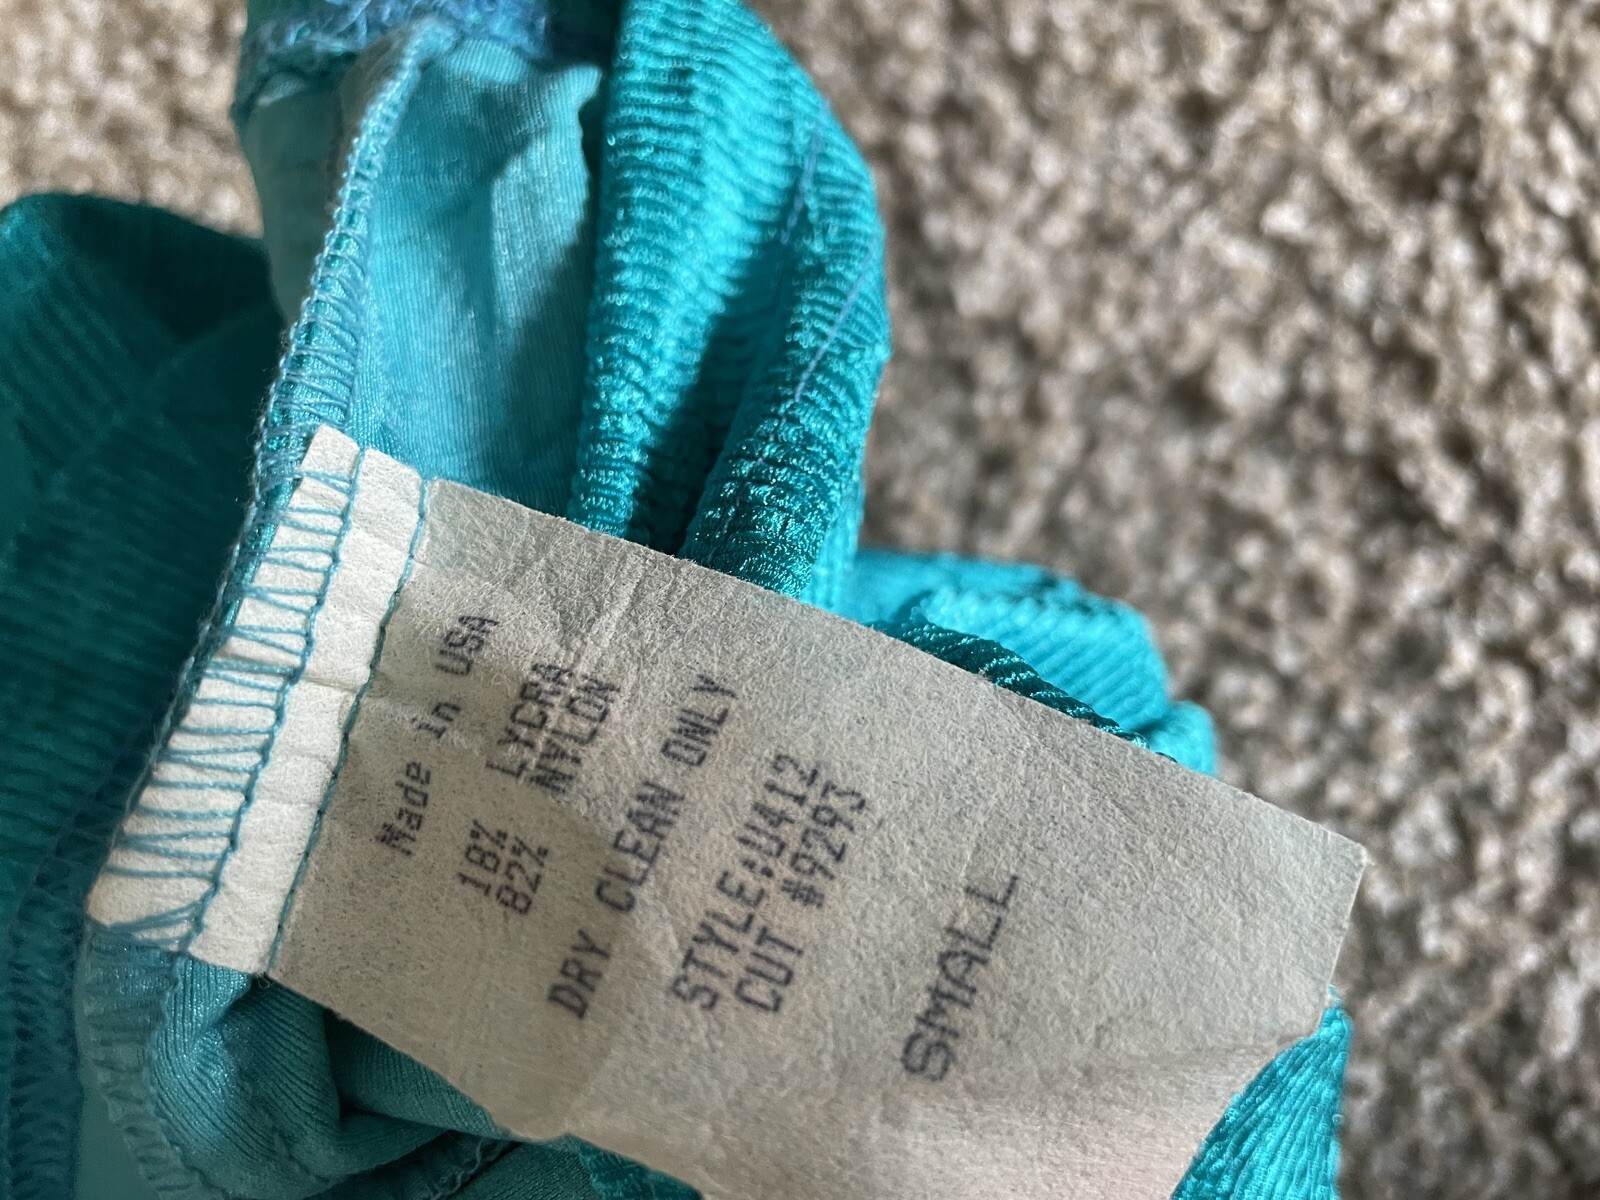 Made in USA
18% LYCRA
82% NYLON
DRY CLEAN ONLY
STYLE:U412
CUT #9293
SMALL